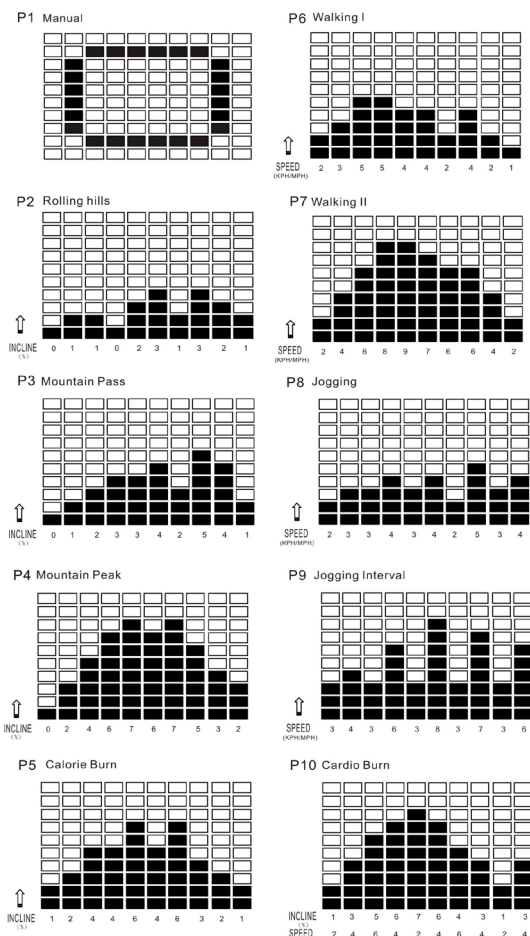 P1 Manual
P2 Rolling hills
INCLINE 0 1 1 0 2 3 1 3 2 1
(%)
P3 Mountain Pass
INCLINE 0 1 2 3 3 4 2 5 4 1
(%)
P4 Mountain Peak
INCLINE 0 2 4 6 7 6 7 5 3 2
(%)
P5 Calorie Burn
INCLINE 1 2 4 4 6 4 6 3 2 1
(%)
P6 Walking I
SPEED 2 3 5 5 4 4 2 4 2 1
(KPH/MPH)
P7 Walking II
SPEED 2 4 6 8 9 7 6 6 4 2
(KPH/MPH)
P8 Jogging
SPEED 2 3 3 4 3 4 2 5 3 4
(KPH/MPH)
P9 Jogging Interval
SPEED 3 4 3 6 3 8 3 7 3 6
(KPH/MPH)
P10 Cardio Burn
INCLINE 1 3 5 6 7 6 4 3 1 3
(%)
SPEED 2 4 6 4 2 4 6 4 2 4